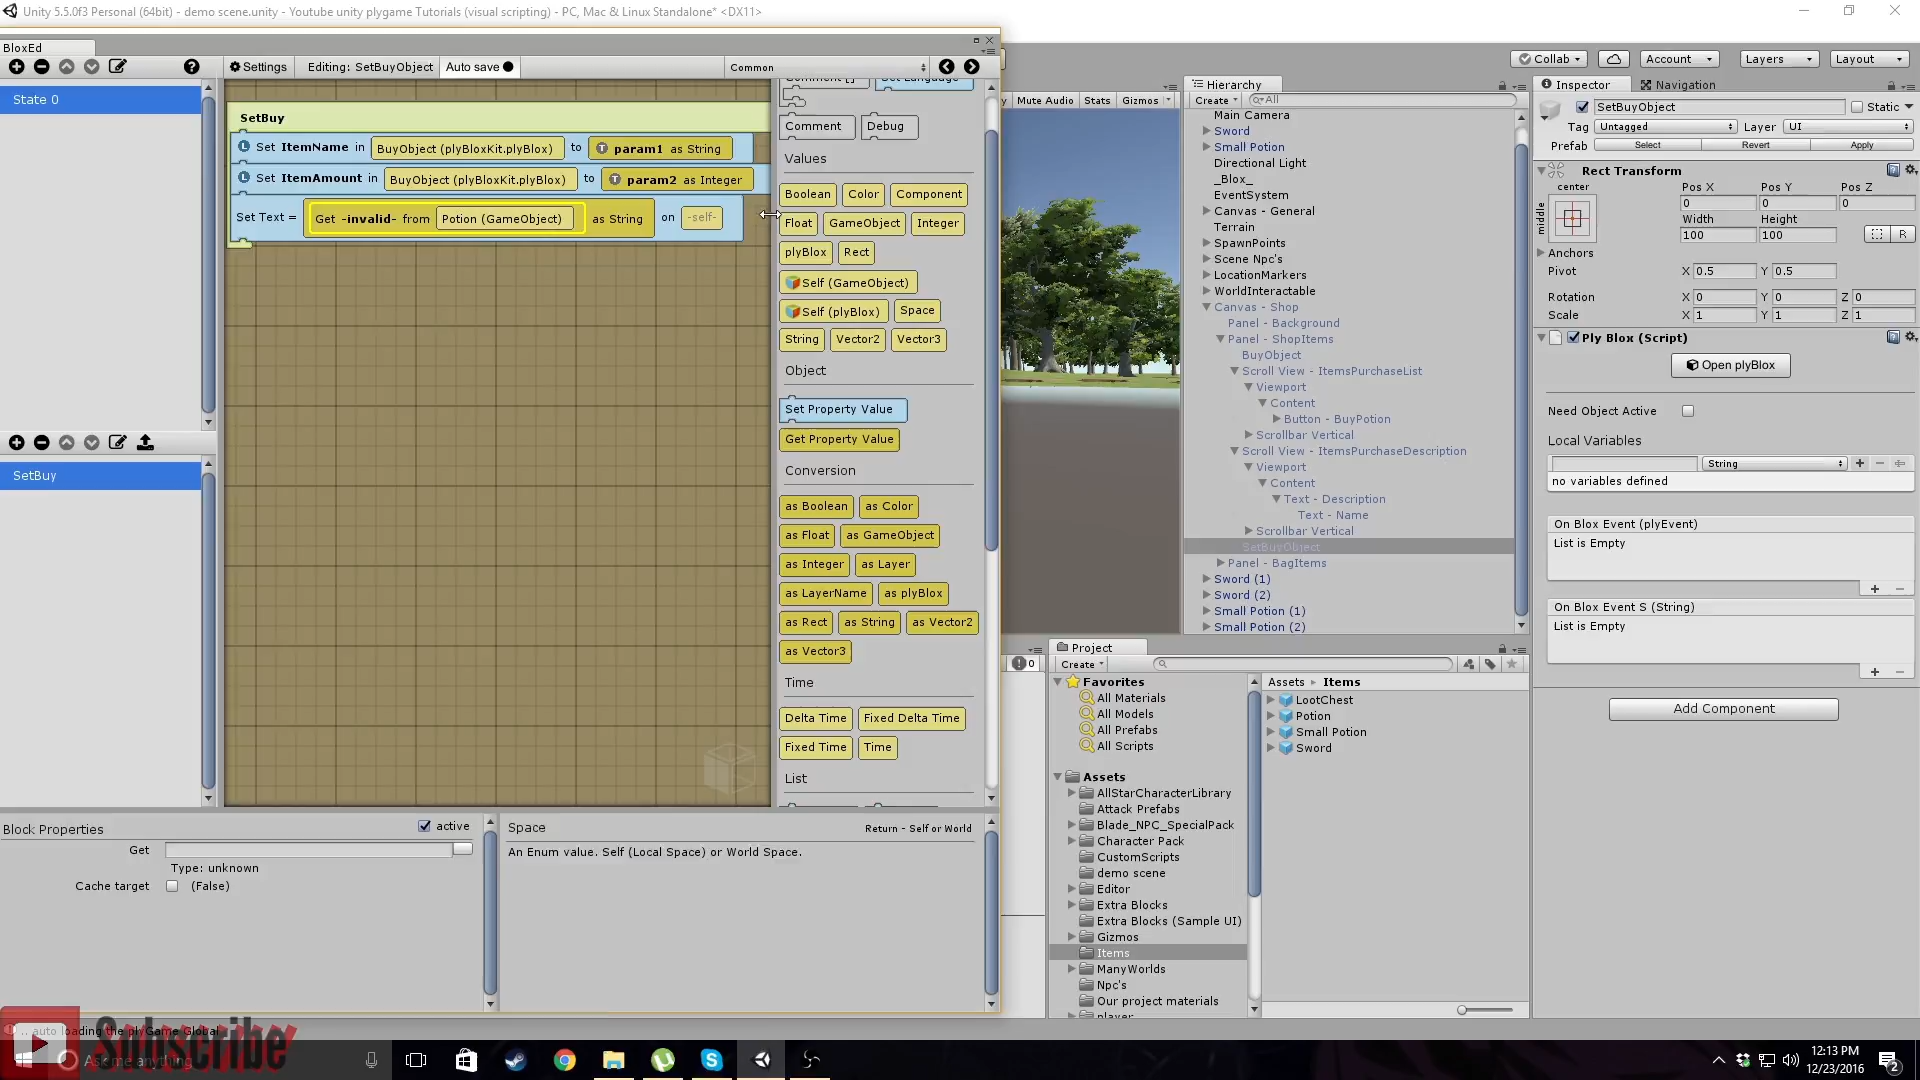 Unity 5.5.0f3 Personal (64bit) - demo scene.unity - Youtube unity plygame Tutorials (visual scripting) - PC, Mac & Linux Standalone* <DX11>
BloxEd
Settings
Editing: SetBuyObject
Auto save
Common
State 0
SetBuy
Set ItemName in BuyObject (plyBloxKit.plyBlox) to param1 as String
Set ItemAmount in BuyObject (plyBloxKit.plyBlox) to param2 as Integer
Set Text = Get -invalid- from Potion (GameObject) as String on -self-
SetBuy
Comment Debug
Values
Boolean Color Component
Float GameObject Integer
plyBlox Rect
Self (GameObject)
Self (plyBlox) Space
String Vector2 Vector3
Object
Set Property Value
Get Property Value
Conversion
as Boolean as Color
as Float as GameObject
as Integer as Layer
as LayerName as plyBlox
as Rect as String as Vector2
as Vector3
Time
Delta Time Fixed Delta Time
Fixed Time Time
List
Block Properties
active
Get
Type: unknown
Cache target (False)
Space
Return - Self or World
An Enum value. Self (Local Space) or World Space.
Collab Account Layers Layout
Mute Audio Stats Gizmos
Hierarchy
Create All
Main Camera
Sword
Small Potion
Directional Light
_Blox_
EventSystem
Canvas - General
Terrain
SpawnPoints
Scene Npc's
LocationMarkers
WorldInteractable
Canvas - Shop
Panel - Background
Panel - ShopItems
BuyObject
Scroll View - ItemsPurchaseList
Viewport
Content
Button - BuyPotion
Scrollbar Vertical
Scroll View - ItemsPurchaseDescription
Viewport
Content
Text - Description
Text - Name
Scrollbar Vertical
SetBuyObject
Panel - BagItems
Sword (1)
Sword (2)
Small Potion (1)
Small Potion (2)
0
Project
Create
Favorites
All Materials
All Models
All Prefabs
All Scripts
Assets
AllStarCharacterLibrary
Attack Prefabs
Blade_NPC_SpecialPack
Character Pack
CustomScripts
demo scene
Editor
Extra Blocks
Extra Blocks (Sample UI)
Gizmos
Items
ManyWorlds
Npc's
Our project materials
player
Assets Items
LootChest
Potion
Small Potion
Sword
Inspector Navigation
SetBuyObject Static
Tag Untagged Layer UI
Prefab Select Revert Apply
Rect Transform
center Pos X Pos Y Pos Z
middle 0 0 0
Width Height
100 100 R
Anchors
Pivot X 0.5 Y 0.5
Rotation X 0 Y 0 Z 0
Scale X 1 Y 1 Z 1
Ply Blox (Script)
Open plyBlox
Need Object Active
Local Variables
String
no variables defined
On Blox Event (plyEvent)
List is Empty
On Blox Event S (String)
List is Empty
Add Component
.. auto loading the plyGame Global
Subscribe
Ask me anything
12:13 PM
12/23/2016
2